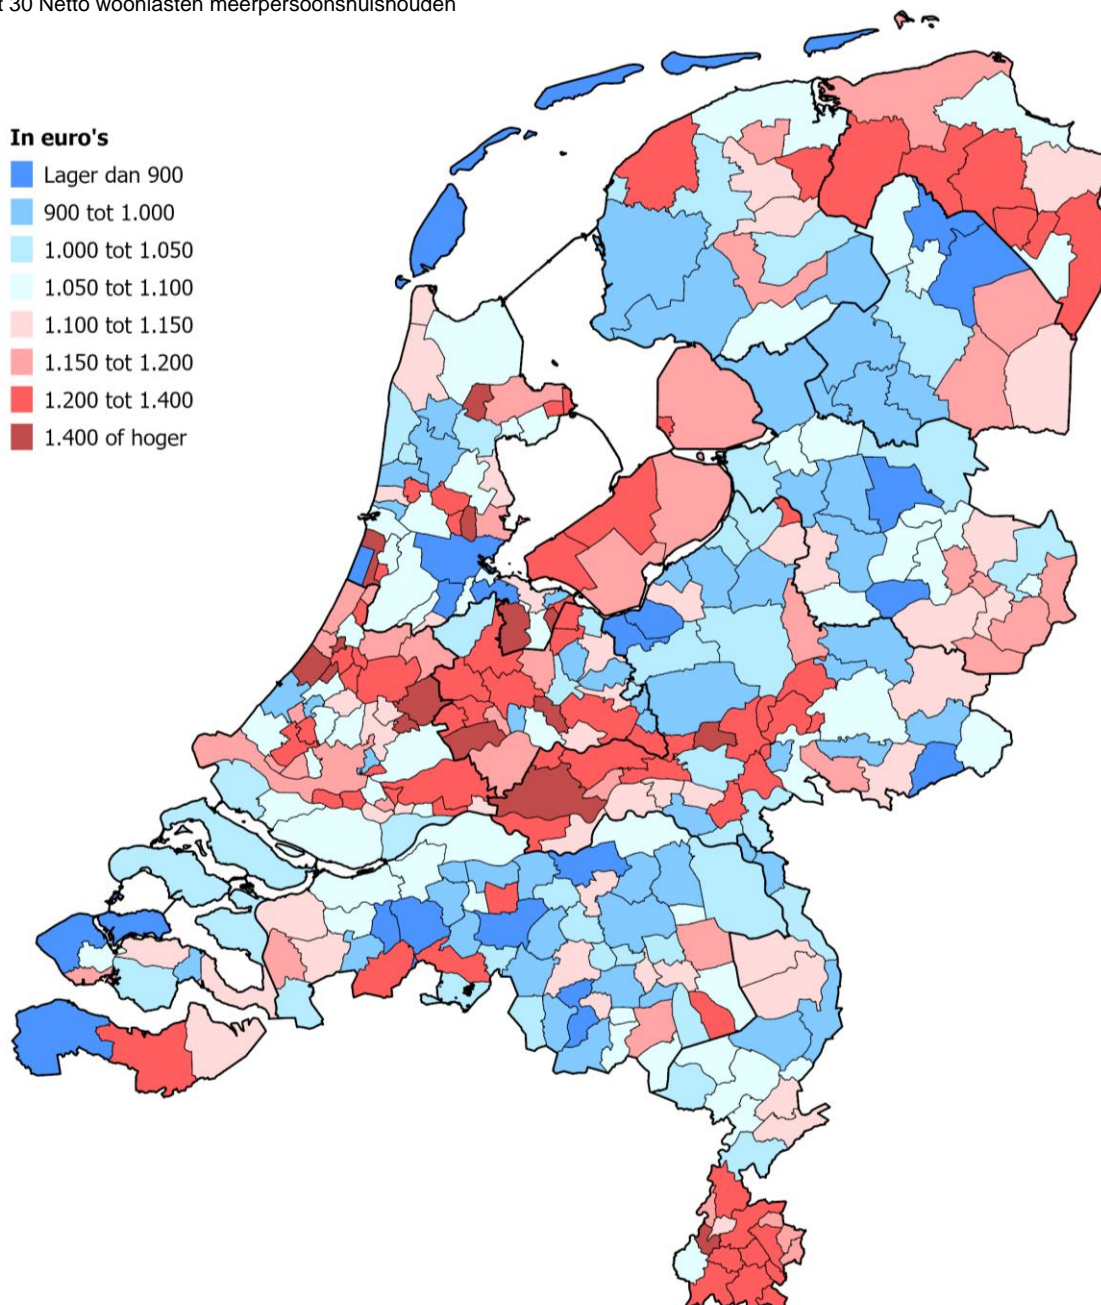 t 30 Netto woonlasten meerpersoonshuishouden
In euro's
Lager dan 900
900 tot 1.000
1.000 tot 1.050
1.050 tot 1.100
1.100 tot 1.150
1.150 tot 1.200
1.200 tot 1.400
1.400 of hoger